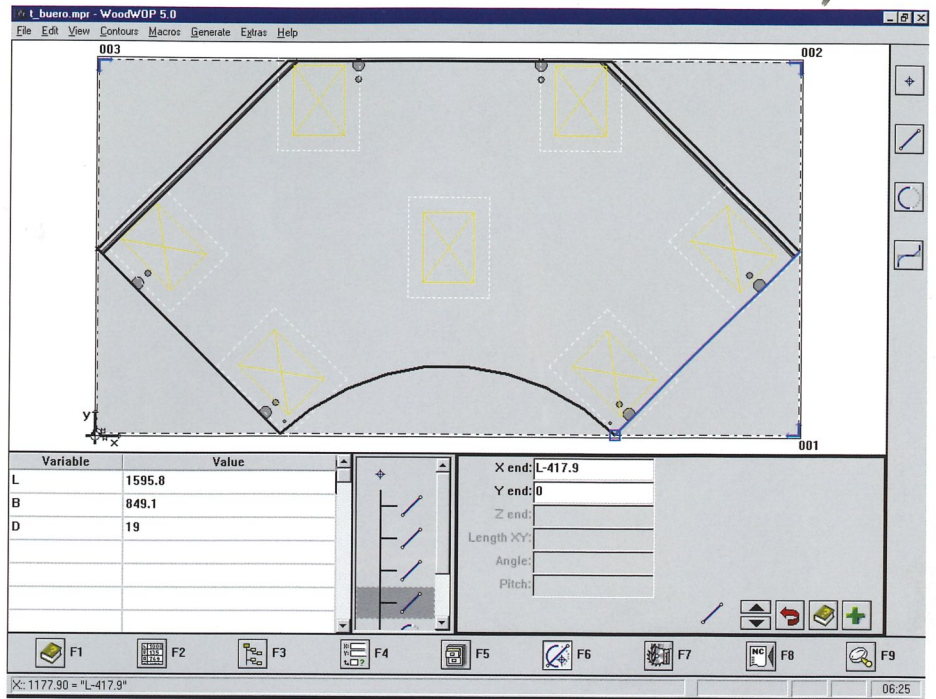 t_buero.mpr - WoodWOP 5.0
File Edit View Contours Macros Generate Extras Help
003
002
Y
X
001
Variable Value
L 1595.8
B 849.1
D 19
X end: L-417.9
Y end: 0
Z end:
Length XY:
Angle:
Pitch:
F1 F2 F3 F4 F5 F6 F7 NC F8 F9
X:: 1177.90 = "L-417.9"
06:25